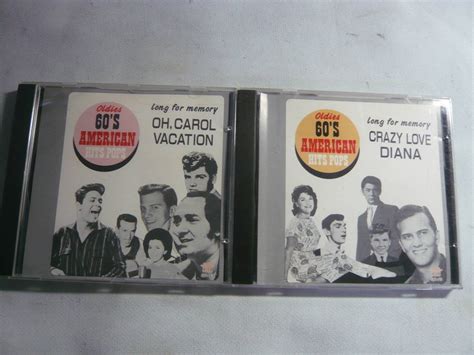 Oldies
60'S
AMERICAN
HITS POPS
long for memory
OH, CAROL
VACATION
Oldies
60'S
AMERICAN
HITS POPS
long for memory
CRAZY LOVE
DIANA